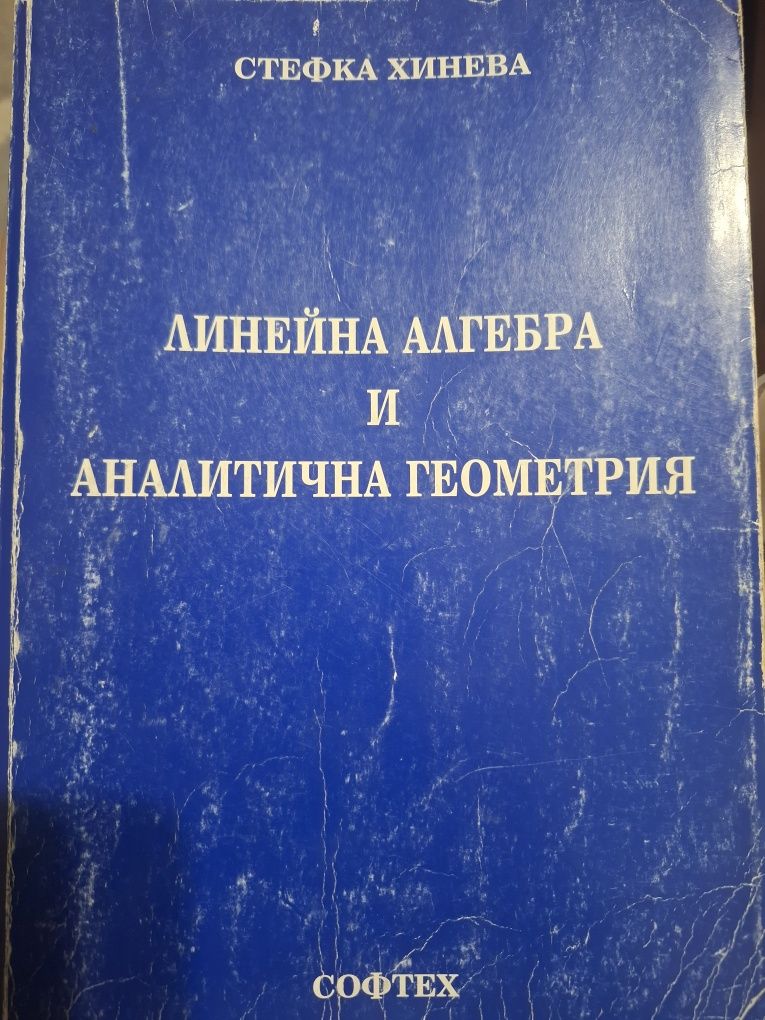 СТЕФКА ХИНЕВА
ЛИНЕЙНА АЛГЕБРА
И
АНАЛИТИЧНА ГЕОМЕТРИЯ
СОФТЕХ